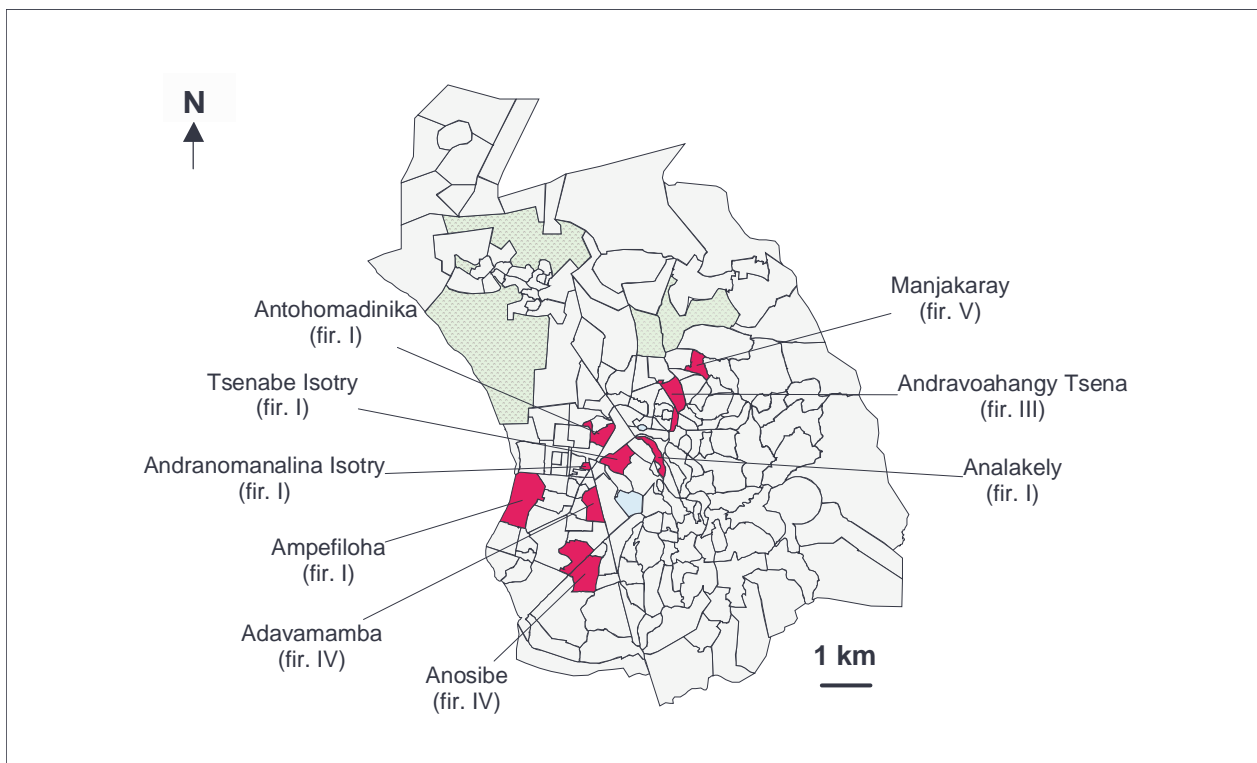 N
Manjakaray
(fir. V)
Antohomadinika
(fir. I)
Tsenabe Isotry
(fir. I)
Andravoahangy Tsena
(fir. III)
Andranomanalina Isotry
(fir. I)
Analakely
(fir. I)
Ampefiloha
(fir. I)
Adavamamba
(fir. IV)
Anosibe
(fir. IV)
1 km